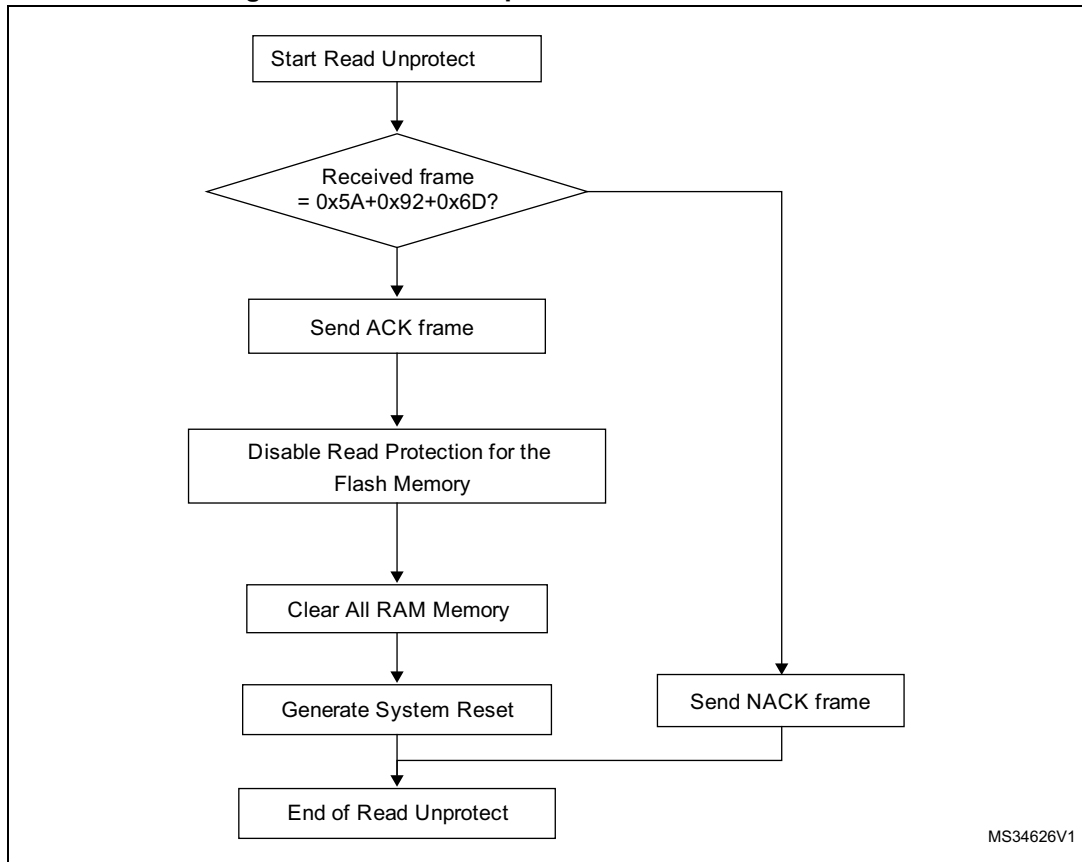 Start Read Unprotect
Received frame
= 0x5A+0x92+0x6D?
Send ACK frame
Disable Read Protection for the
Flash Memory
Clear All RAM Memory
Generate System Reset
Send NACK frame
End of Read Unprotect
MS34626V1